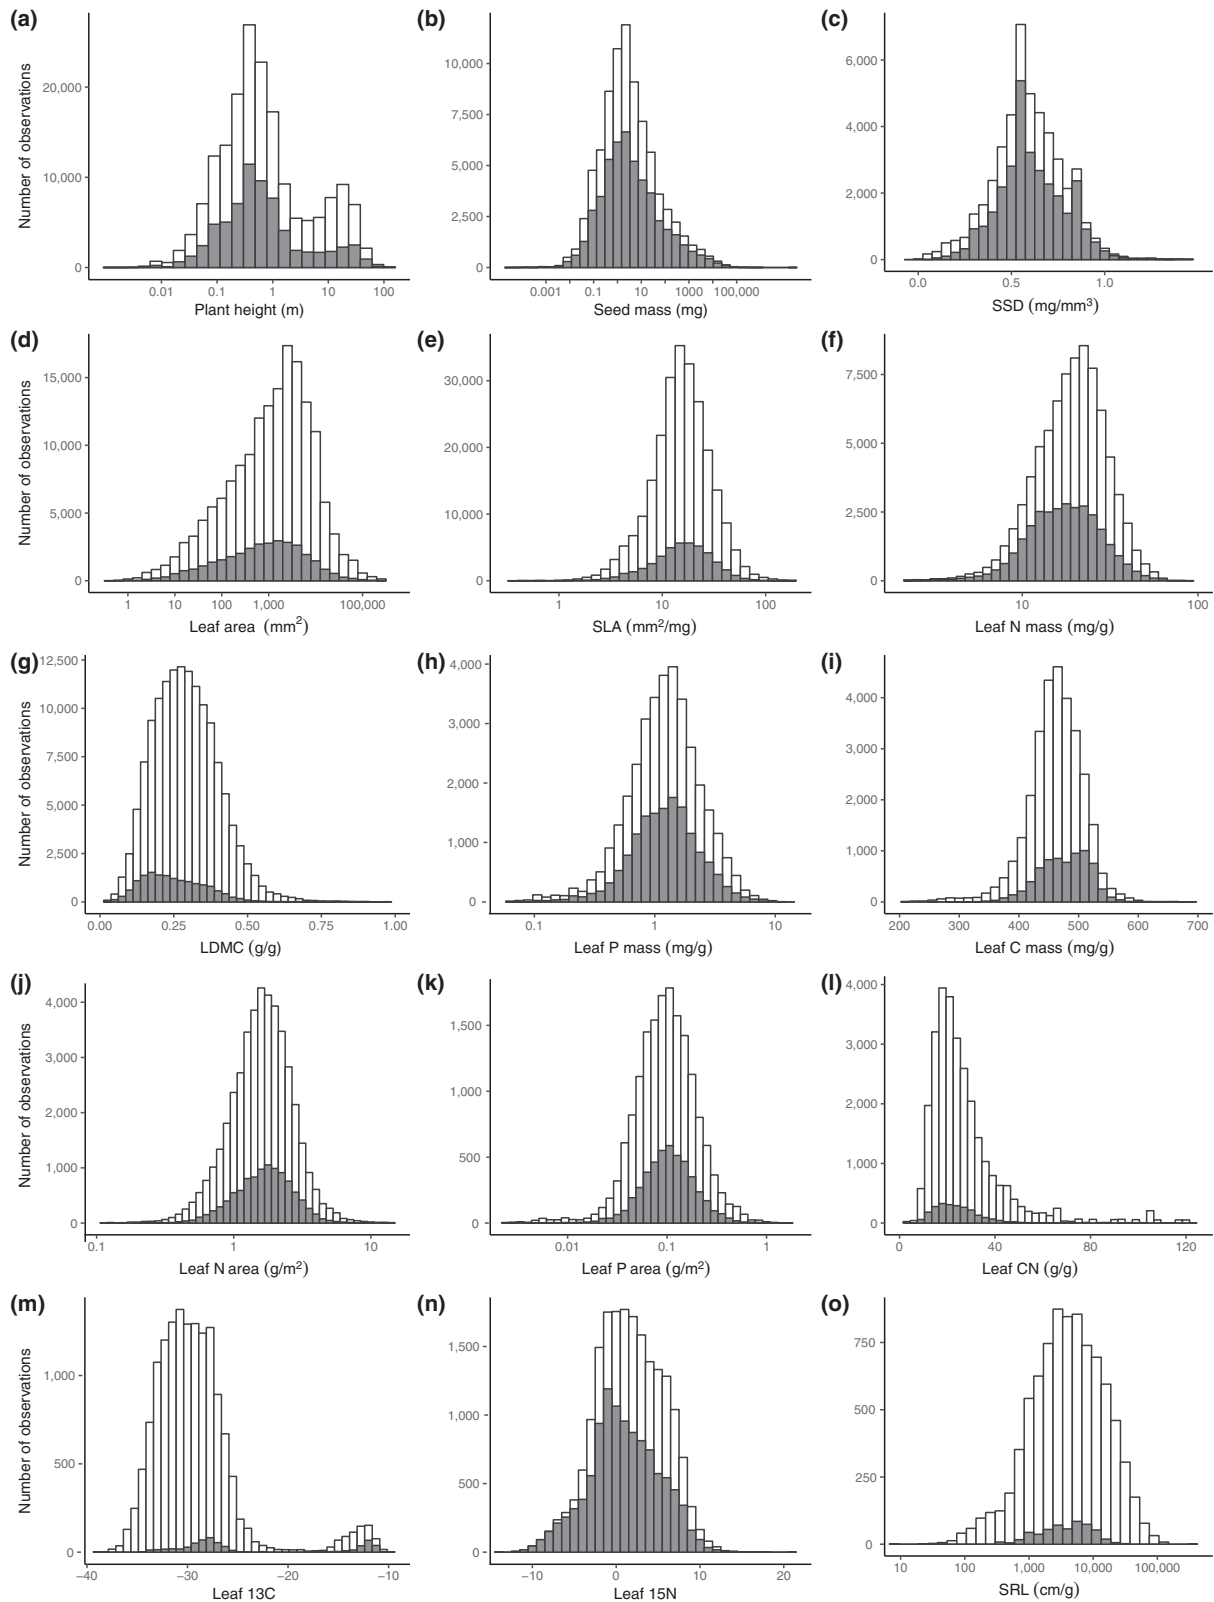 (a)
Number of observations
20,000
10,000
0
0.01 0.1 1 10 100
Plant height (m)
(b)
10,000
7,500
5,000
2,500
0
0.001 0.1 10 1000 100,000
Seed mass (mg)
(c)
6,000
4,000
2,000
0
0.0 0.5 1.0
SSD (mg/mm³)
(d)
Number of observations
15,000
10,000
5,000
0
1 10 100 1,000 100,000
Leaf area (mm²)
(e)
30,000
20,000
10,000
0
1 10 100
SLA (mm²/mg)
(f)
7,500
5,000
2,500
0
10 100
Leaf N mass (mg/g)
(g)
Number of observations
12,500
10,000
7,500
5,000
2,500
0
0.00 0.25 0.50 0.75 1.00
LDMC (g/g)
(h)
4,000
3,000
2,000
1,000
0
0.1 1 10
Leaf P mass (mg/g)
(i)
4,000
3,000
2,000
1,000
0
200 300 400 500 600 700
Leaf C mass (mg/g)
(j)
Number of observations
4,000
3,000
2,000
1,000
0
0.1 1 10
Leaf N area (g/m²)
(k)
1,500
1,000
500
0
0.01 0.1 1
Leaf P area (g/m²)
(l)
4,000
3,000
2,000
1,000
0
0 40 80 120
Leaf CN (g/g)
(m)
Number of observations
1,000
500
0
−40 −30 −20 −10
Leaf 13C
(n)
1,500
1,000
500
0
−10 0 10 20
Leaf 15N
(o)
750
500
250
0
10 100 1,000 10,000 100,000
SRL (cm/g)